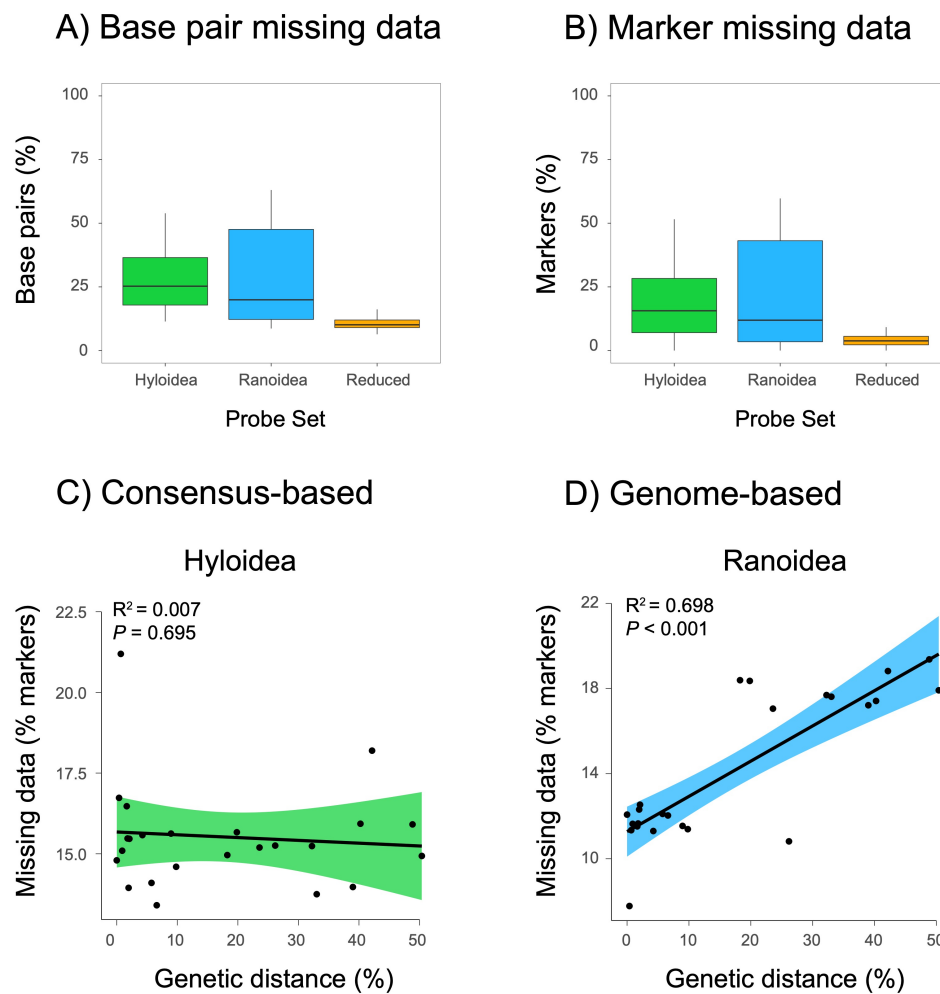 A) Base pair missing data
B) Marker missing data
100
75
50
25
0
Base pairs (%)
Hyloidea
Ranoidea
Reduced
Probe Set
100
75
50
25
0
Markers (%)
Hyloidea
Ranoidea
Reduced
Probe Set
C) Consensus-based
D) Genome-based
Hyloidea
R² = 0.007
P = 0.695
22.5
20.0
17.5
15.0
Missing data (% markers)
0
10
20
30
40
50
Genetic distance (%)
Ranoidea
R² = 0.698
P < 0.001
22
18
14
10
Missing data (% markers)
0
10
20
30
40
50
Genetic distance (%)